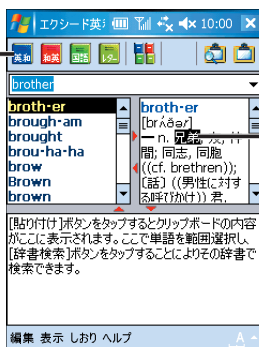 エクシード英 10:00
英和 和英 国語 レター
brother
broth·er
brough·am
brought
brou·ha·ha
brow
Brown
brown
broth·er
[brʌ́ðər]
— n. 兄弟,
間; 同志, 同胞
((cf. brethren));
〔話〕 ((男性に対す
る呼びかけ)) 君,
[貼り付け]ボタンをタップするとクリップボードの内容
がここに表示されます。ここで単語を範囲選択し、
[辞書検索]ボタンをタップすることによりその辞書で
検索できます。
編集 表示 しおり ヘルプ A